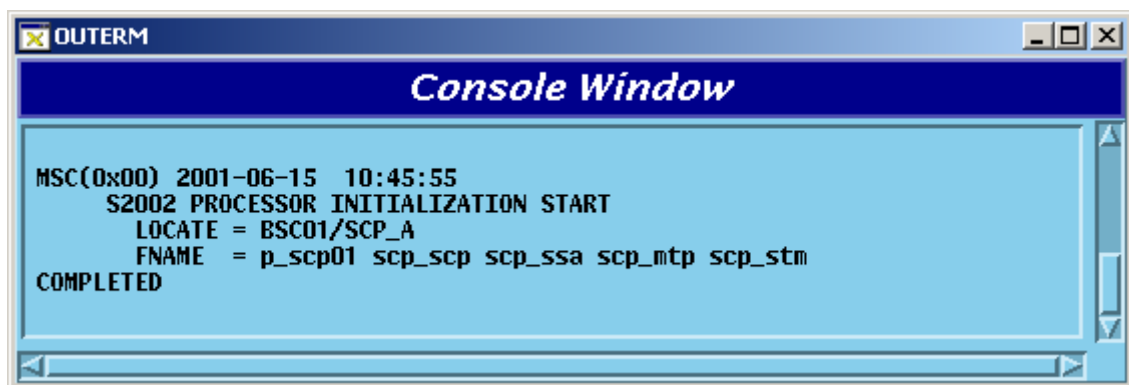 OUTERM
Console Window
MSC(0x00) 2001-06-15  10:45:55
S2002 PROCESSOR INITIALIZATION START
LOCATE = BSC01/SCP_A
FNAME  = p_scp01 scp_scp scp_ssa scp_mtp scp_stm
COMPLETED